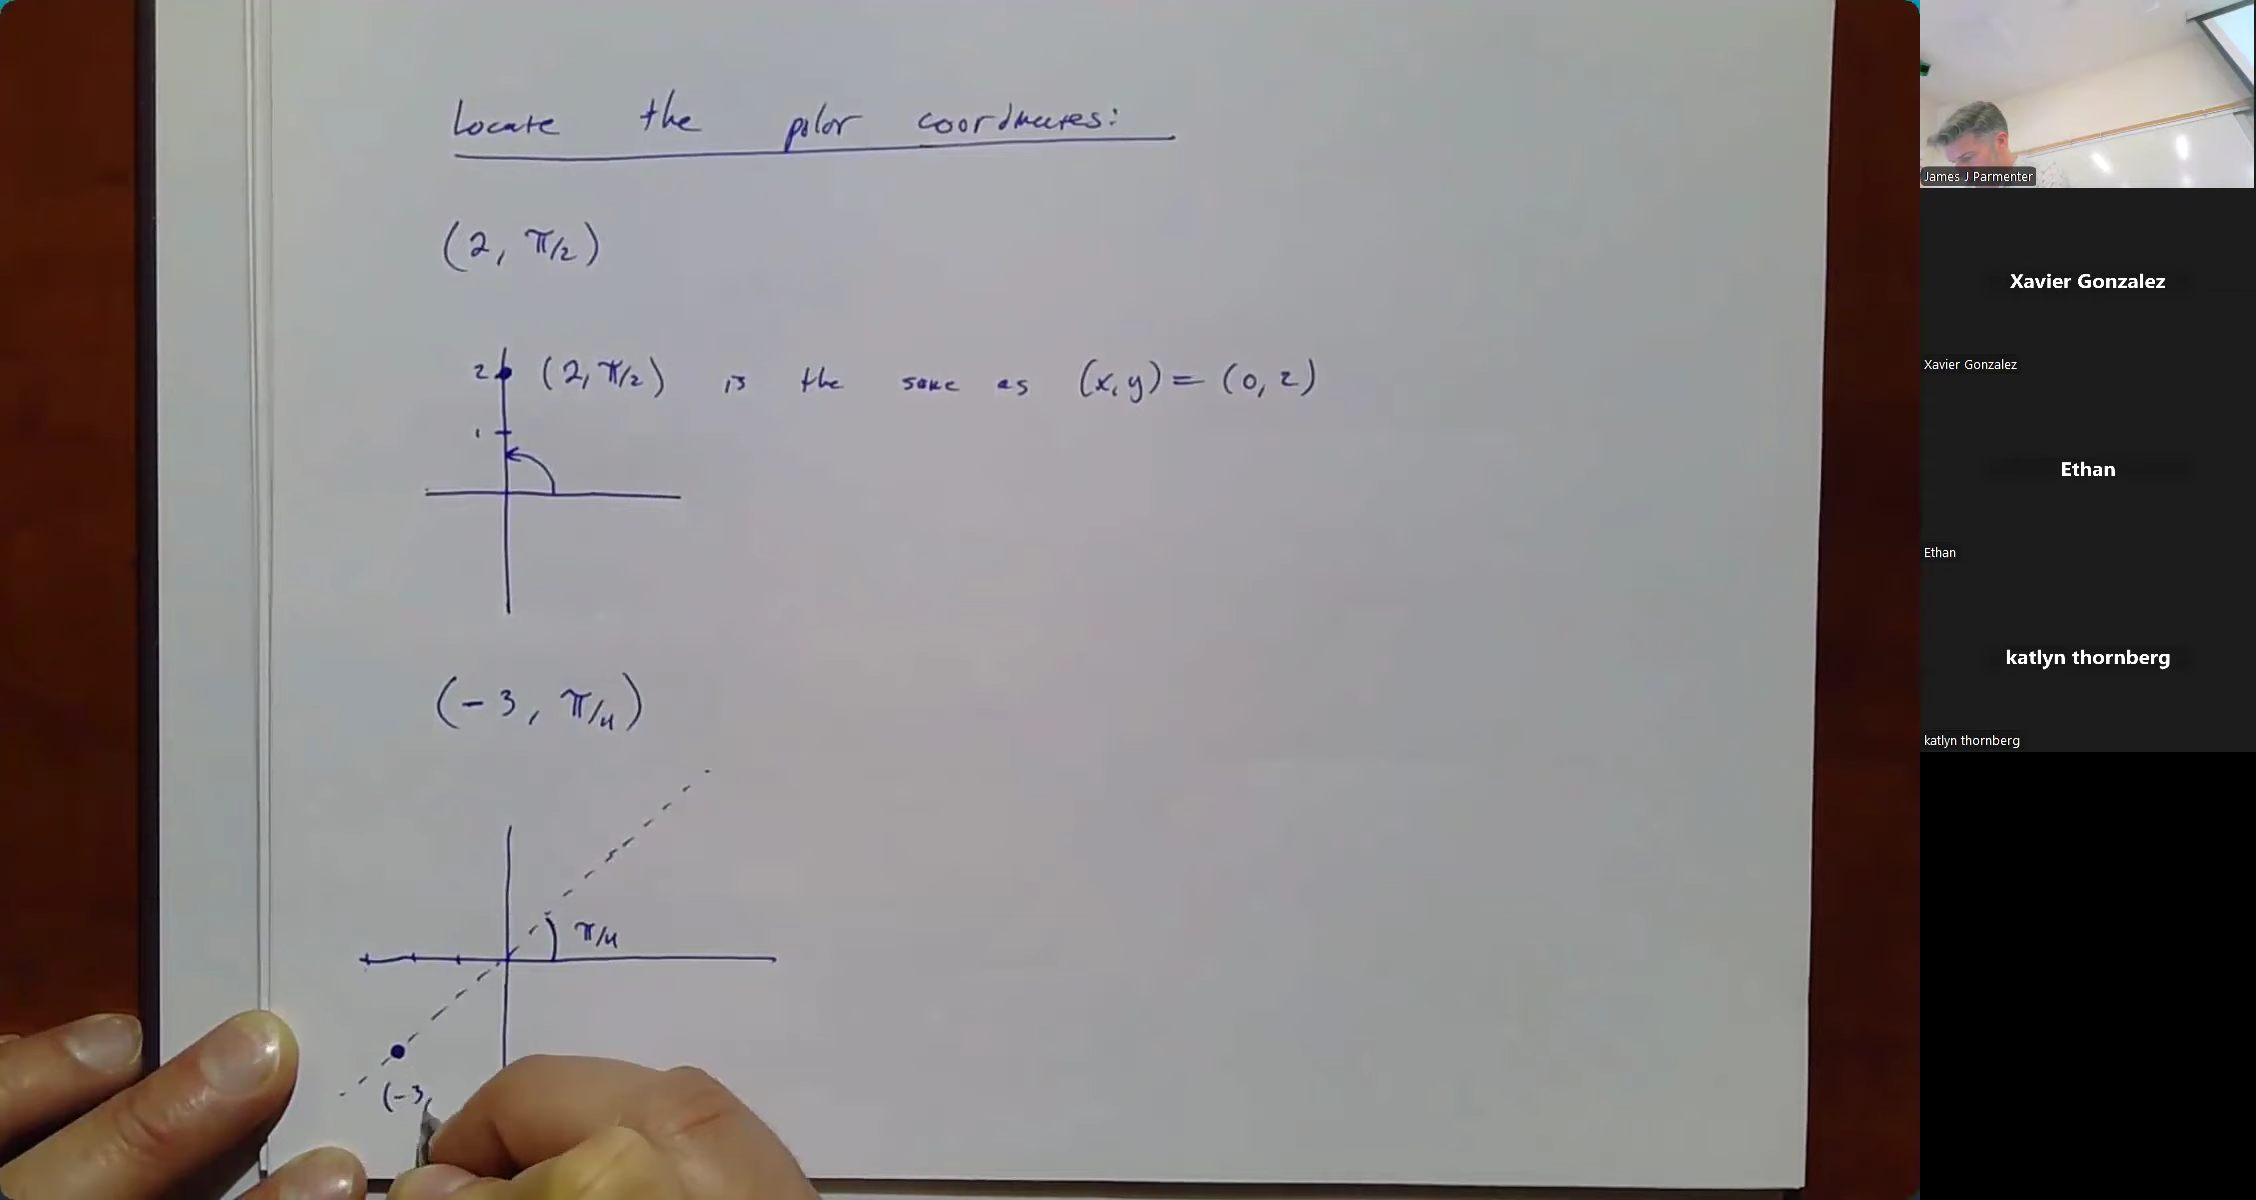 Locate the polar coordinates:
(2, π/2)
2 (2, π/2) is the same as (x, y) = (0, 2)
1
(-3, π/4)
π/4
(-3,
James J Parmenter
Xavier Gonzalez
Xavier Gonzalez
Ethan
Ethan
katlyn thornberg
katlyn thornberg